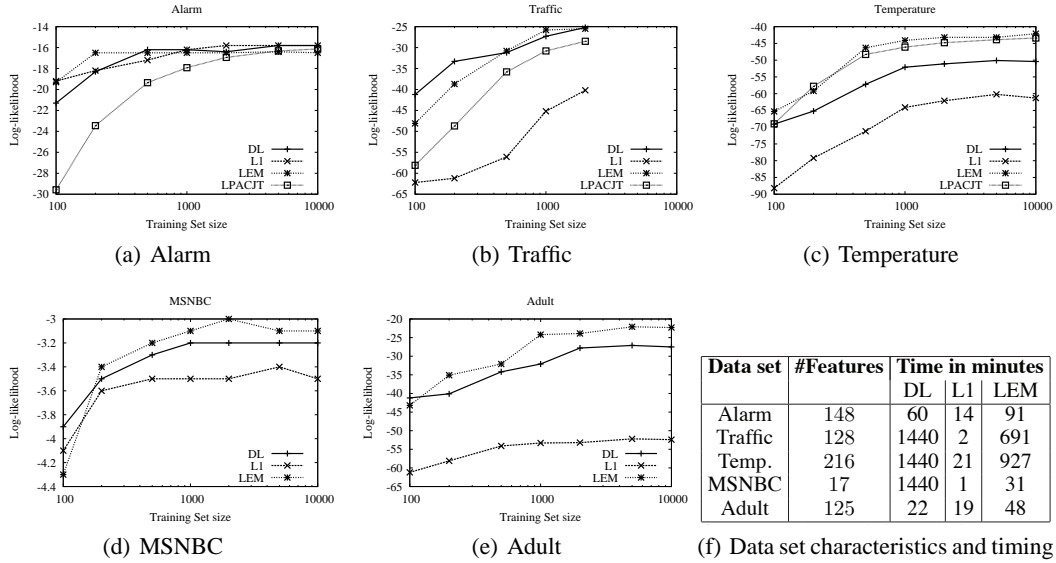 Alarm
-14
-16
-18
-20
-22
-24
-26
-28
-30
Log-likelihood
100 1000 10000
Training Set size
DL
L1
LEM
LPACJT
(a) Alarm
Traffic
-25
-30
-35
-40
-45
-50
-55
-60
-65
Log-likelihood
100 1000 10000
Training Set size
DL
L1
LEM
LPACJT
(b) Traffic
Temperature
-40
-45
-50
-55
-60
-65
-70
-75
-80
-85
-90
Log-likelihood
100 1000 10000
Training Set size
DL
L1
LEM
LPACJT
(c) Temperature
MSNBC
-3
-3.2
-3.4
-3.6
-3.8
-4
-4.2
-4.4
Log-likelihood
100 1000 10000
Training Set size
DL
L1
LEM
(d) MSNBC
Adult
-20
-25
-30
-35
-40
-45
-50
-55
-60
-65
Log-likelihood
100 1000 10000
Training Set size
DL
L1
LEM
(e) Adult
Data set #Features Time in minutes
DL L1 LEM
Alarm 148 60 14 91
Traffic 128 1440 2 691
Temp. 216 1440 21 927
MSNBC 17 1440 1 31
Adult 125 22 19 48
(f) Data set characteristics and timing